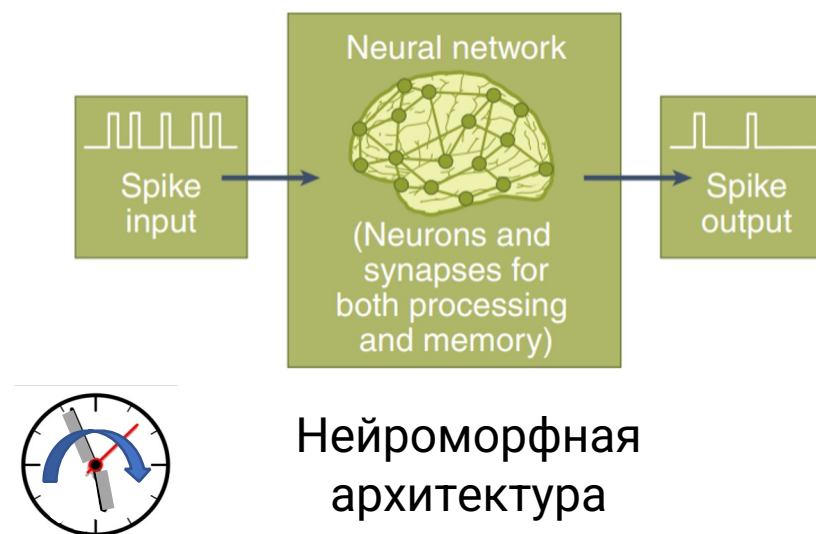 Neural network
Spike
input
(Neurons and
synapses for
both processing
and memory)
Spike
output
Нейроморфная
архитектура